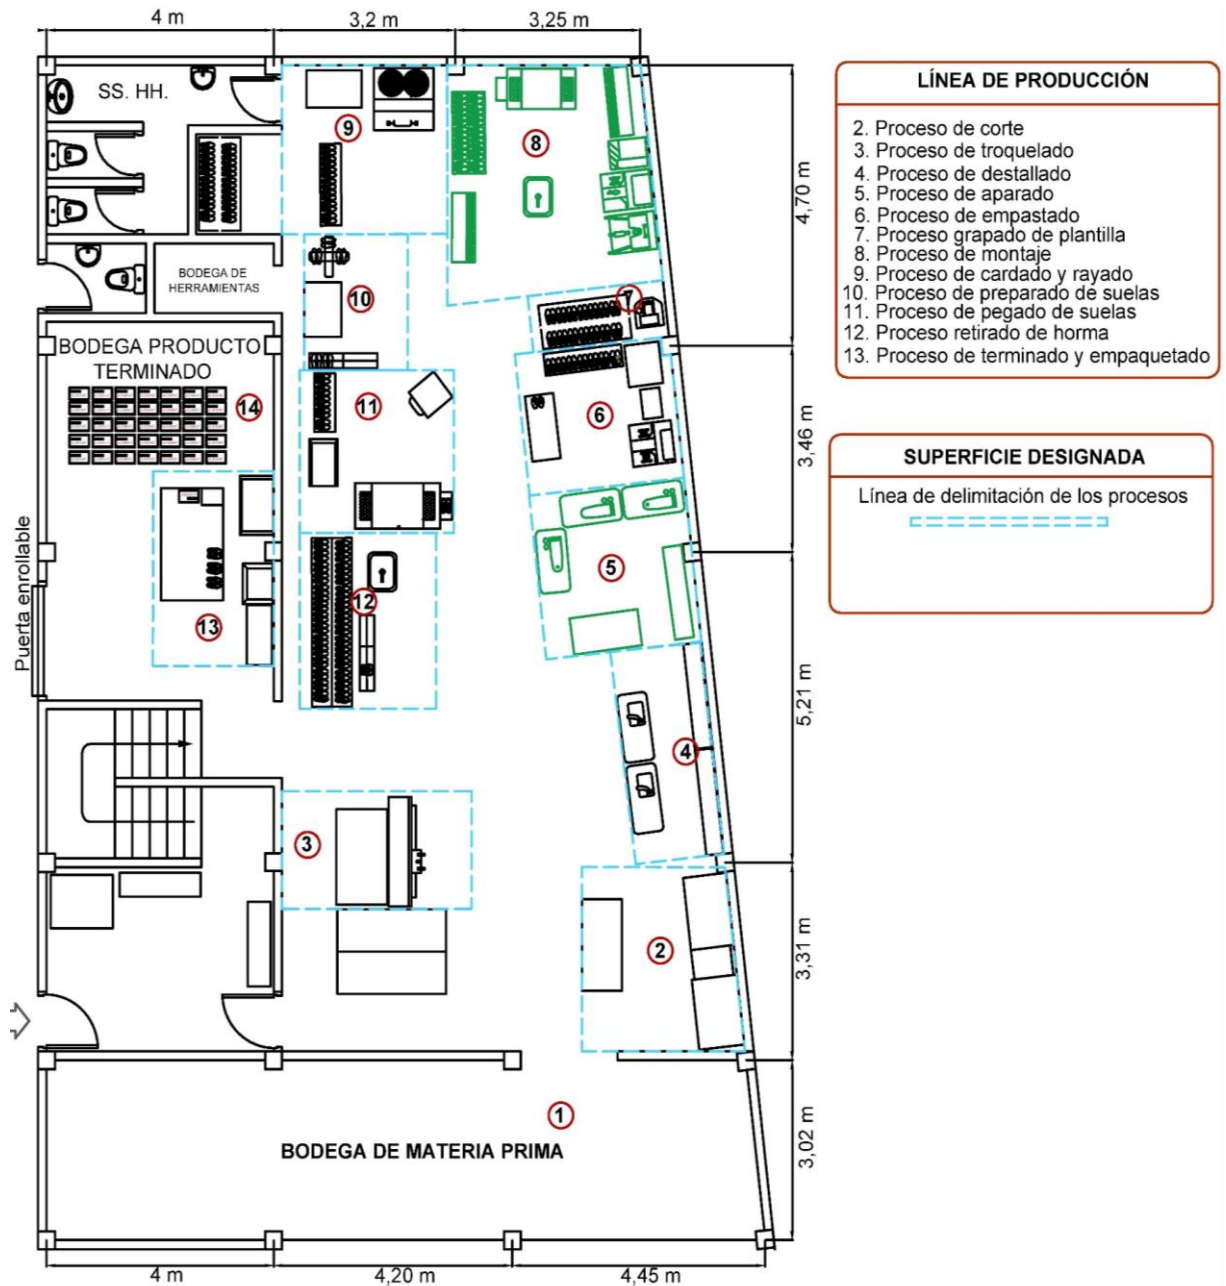 4 m
3,2 m
3,25 m
SS. HH.
9
8
4,70 m
BODEGA DE
HERRAMIENTAS
10
7
BODEGA PRODUCTO
TERMINADO
14
11
6
3,46 m
Puerta enrollable
13
12
5
5,21 m
4
3
2
3,31 m
1
BODEGA DE MATERIA PRIMA
3,02 m
4 m
4,20 m
4,45 m
LÍNEA DE PRODUCCIÓN
2. Proceso de corte
3. Proceso de troquelado
4. Proceso de destallado
5. Proceso de aparado
6. Proceso de empastado
7. Proceso grapado de plantilla
8. Proceso de montaje
9. Proceso de cardado y rayado
10. Proceso de preparado de suelas
11. Proceso de pegado de suelas
12. Proceso retirado de horma
13. Proceso de terminado y empaquetado
SUPERFICIE DESIGNADA
Línea de delimitación de los procesos